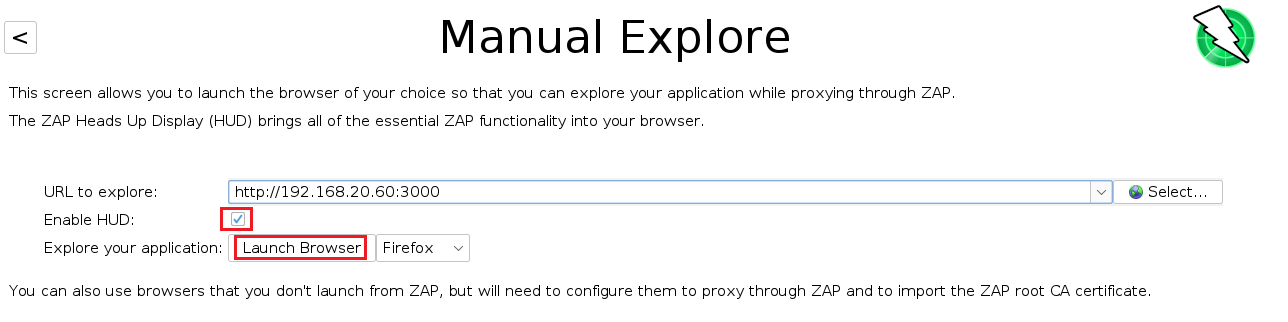 <
Manual Explore
This screen allows you to launch the browser of your choice so that you can explore your application while proxying through ZAP.
The ZAP Heads Up Display (HUD) brings all of the essential ZAP functionality into your browser.
URL to explore: http://192.168.20.60:3000 Select...
Enable HUD:
Explore your application: Launch Browser Firefox
You can also use browsers that you don't launch from ZAP, but will need to configure them to proxy through ZAP and to import the ZAP root CA certificate.